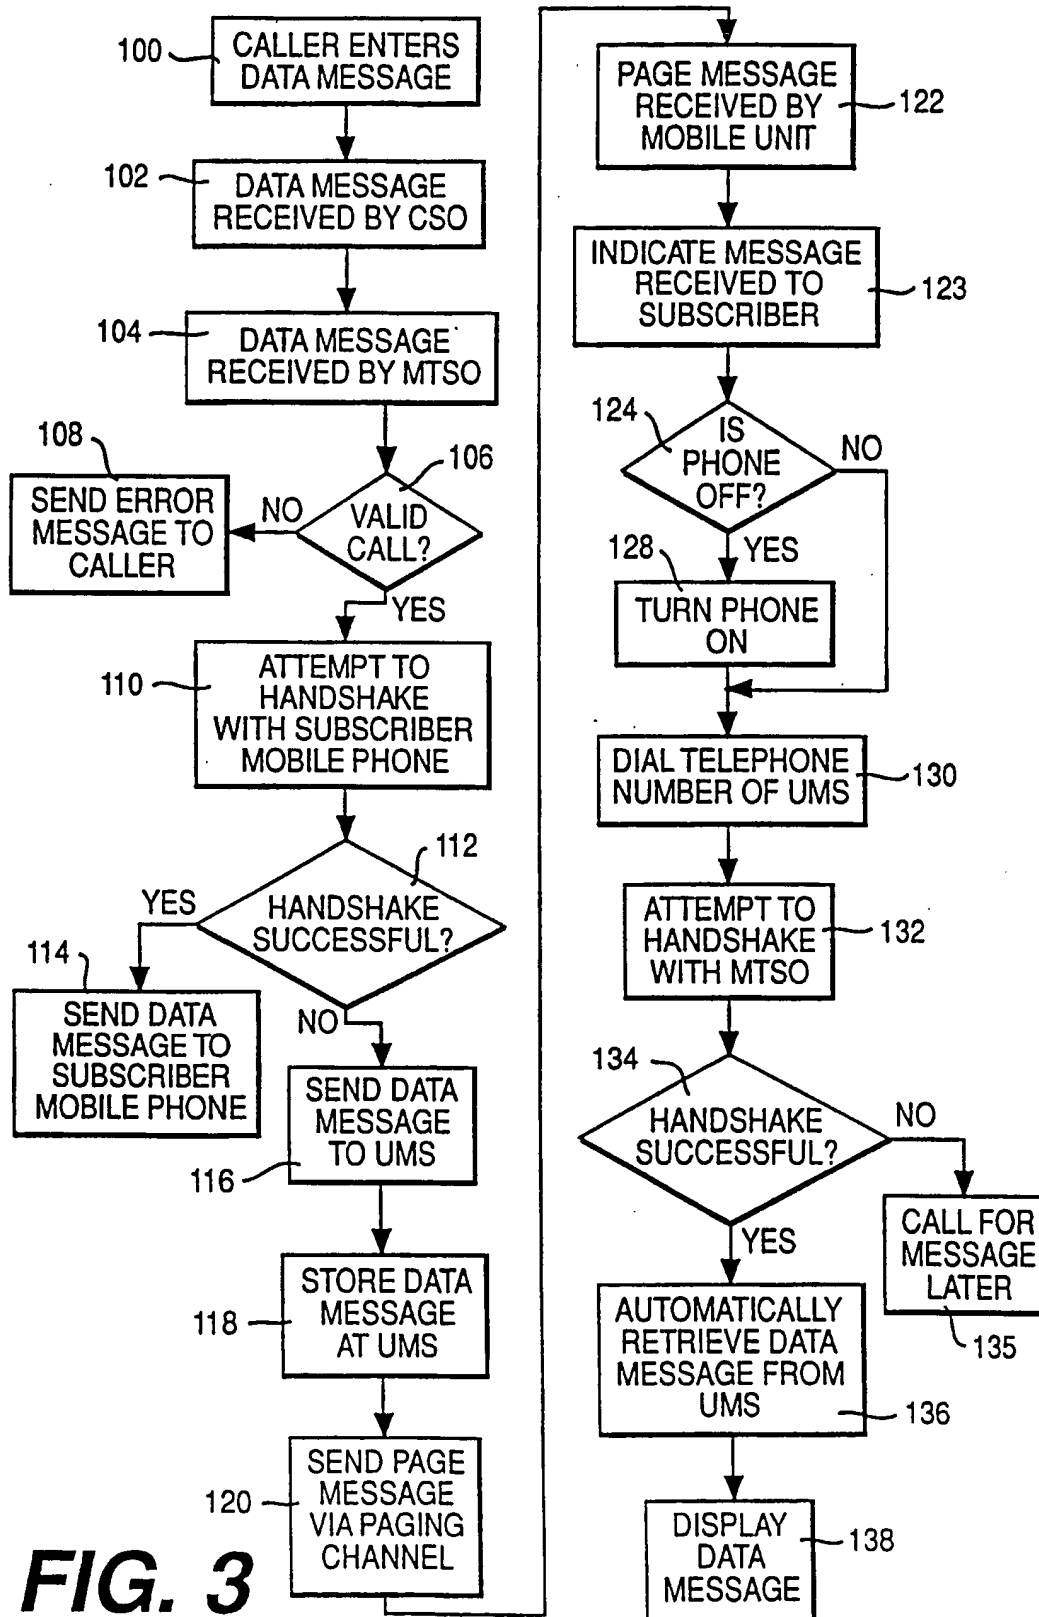 100
CALLER ENTERS
DATA MESSAGE
102
DATA MESSAGE
RECEIVED BY CSO
104
DATA MESSAGE
RECEIVED BY MTSO
106
VALID
CALL?
NO
108
SEND ERROR
MESSAGE TO
CALLER
YES
110
ATTEMPT TO
HANDSHAKE
WITH SUBSCRIBER
MOBILE PHONE
112
HANDSHAKE
SUCCESSFUL?
YES
114
SEND DATA
MESSAGE TO
SUBSCRIBER
MOBILE PHONE
NO
SEND DATA
MESSAGE
TO UMS
116
118
STORE DATA
MESSAGE
AT UMS
120
SEND PAGE
MESSAGE
VIA PAGING
CHANNEL
PAGE MESSAGE
RECEIVED BY
MOBILE UNIT
122
INDICATE MESSAGE
RECEIVED TO
SUBSCRIBER
123
124
IS
PHONE
OFF?
NO
YES
128
TURN PHONE
ON
DIAL TELEPHONE
NUMBER OF UMS
130
ATTEMPT TO
HANDSHAKE
WITH MTSO
132
134
HANDSHAKE
SUCCESSFUL?
NO
CALL FOR
MESSAGE
LATER
135
YES
AUTOMATICALLY
RETRIEVE DATA
MESSAGE FROM
UMS
136
DISPLAY
DATA
MESSAGE
138
FIG. 3